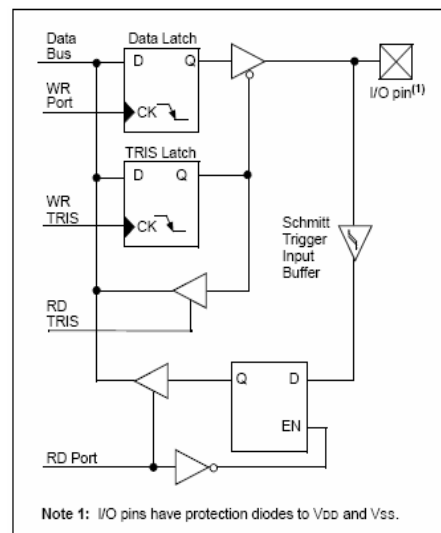 Data
Bus
Data Latch
D Q
WR
Port
CK
I/O pin(1)
TRIS Latch
D Q
WR
TRIS
CK
Schmitt
Trigger
Input
Buffer
RD
TRIS
Q D
EN
RD Port
Note 1: I/O pins have protection diodes to VDD and VSS.